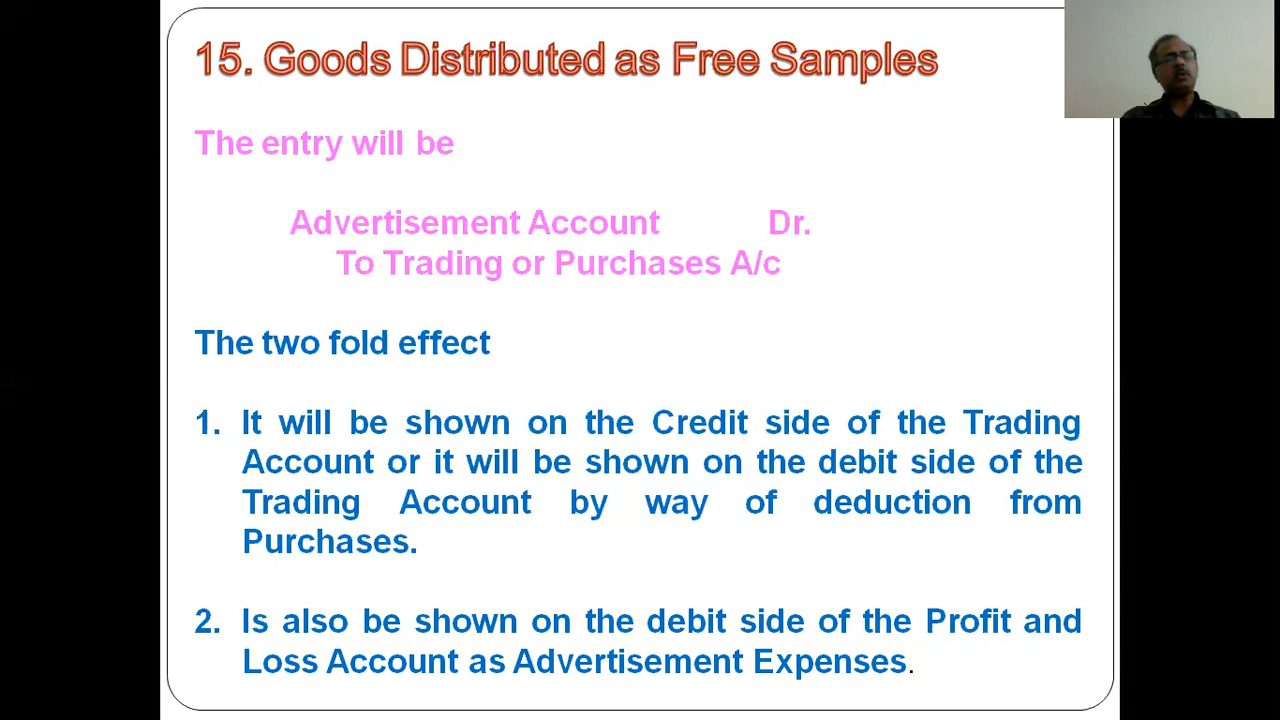 15. Goods Distributed as Free Samples
The entry will be
Advertisement Account Dr.
To Trading or Purchases A/c
The two fold effect
1. It will be shown on the Credit side of the Trading
Account or it will be shown on the debit side of the
Trading Account by way of deduction from
Purchases.
2. Is also be shown on the debit side of the Profit and
Loss Account as Advertisement Expenses.